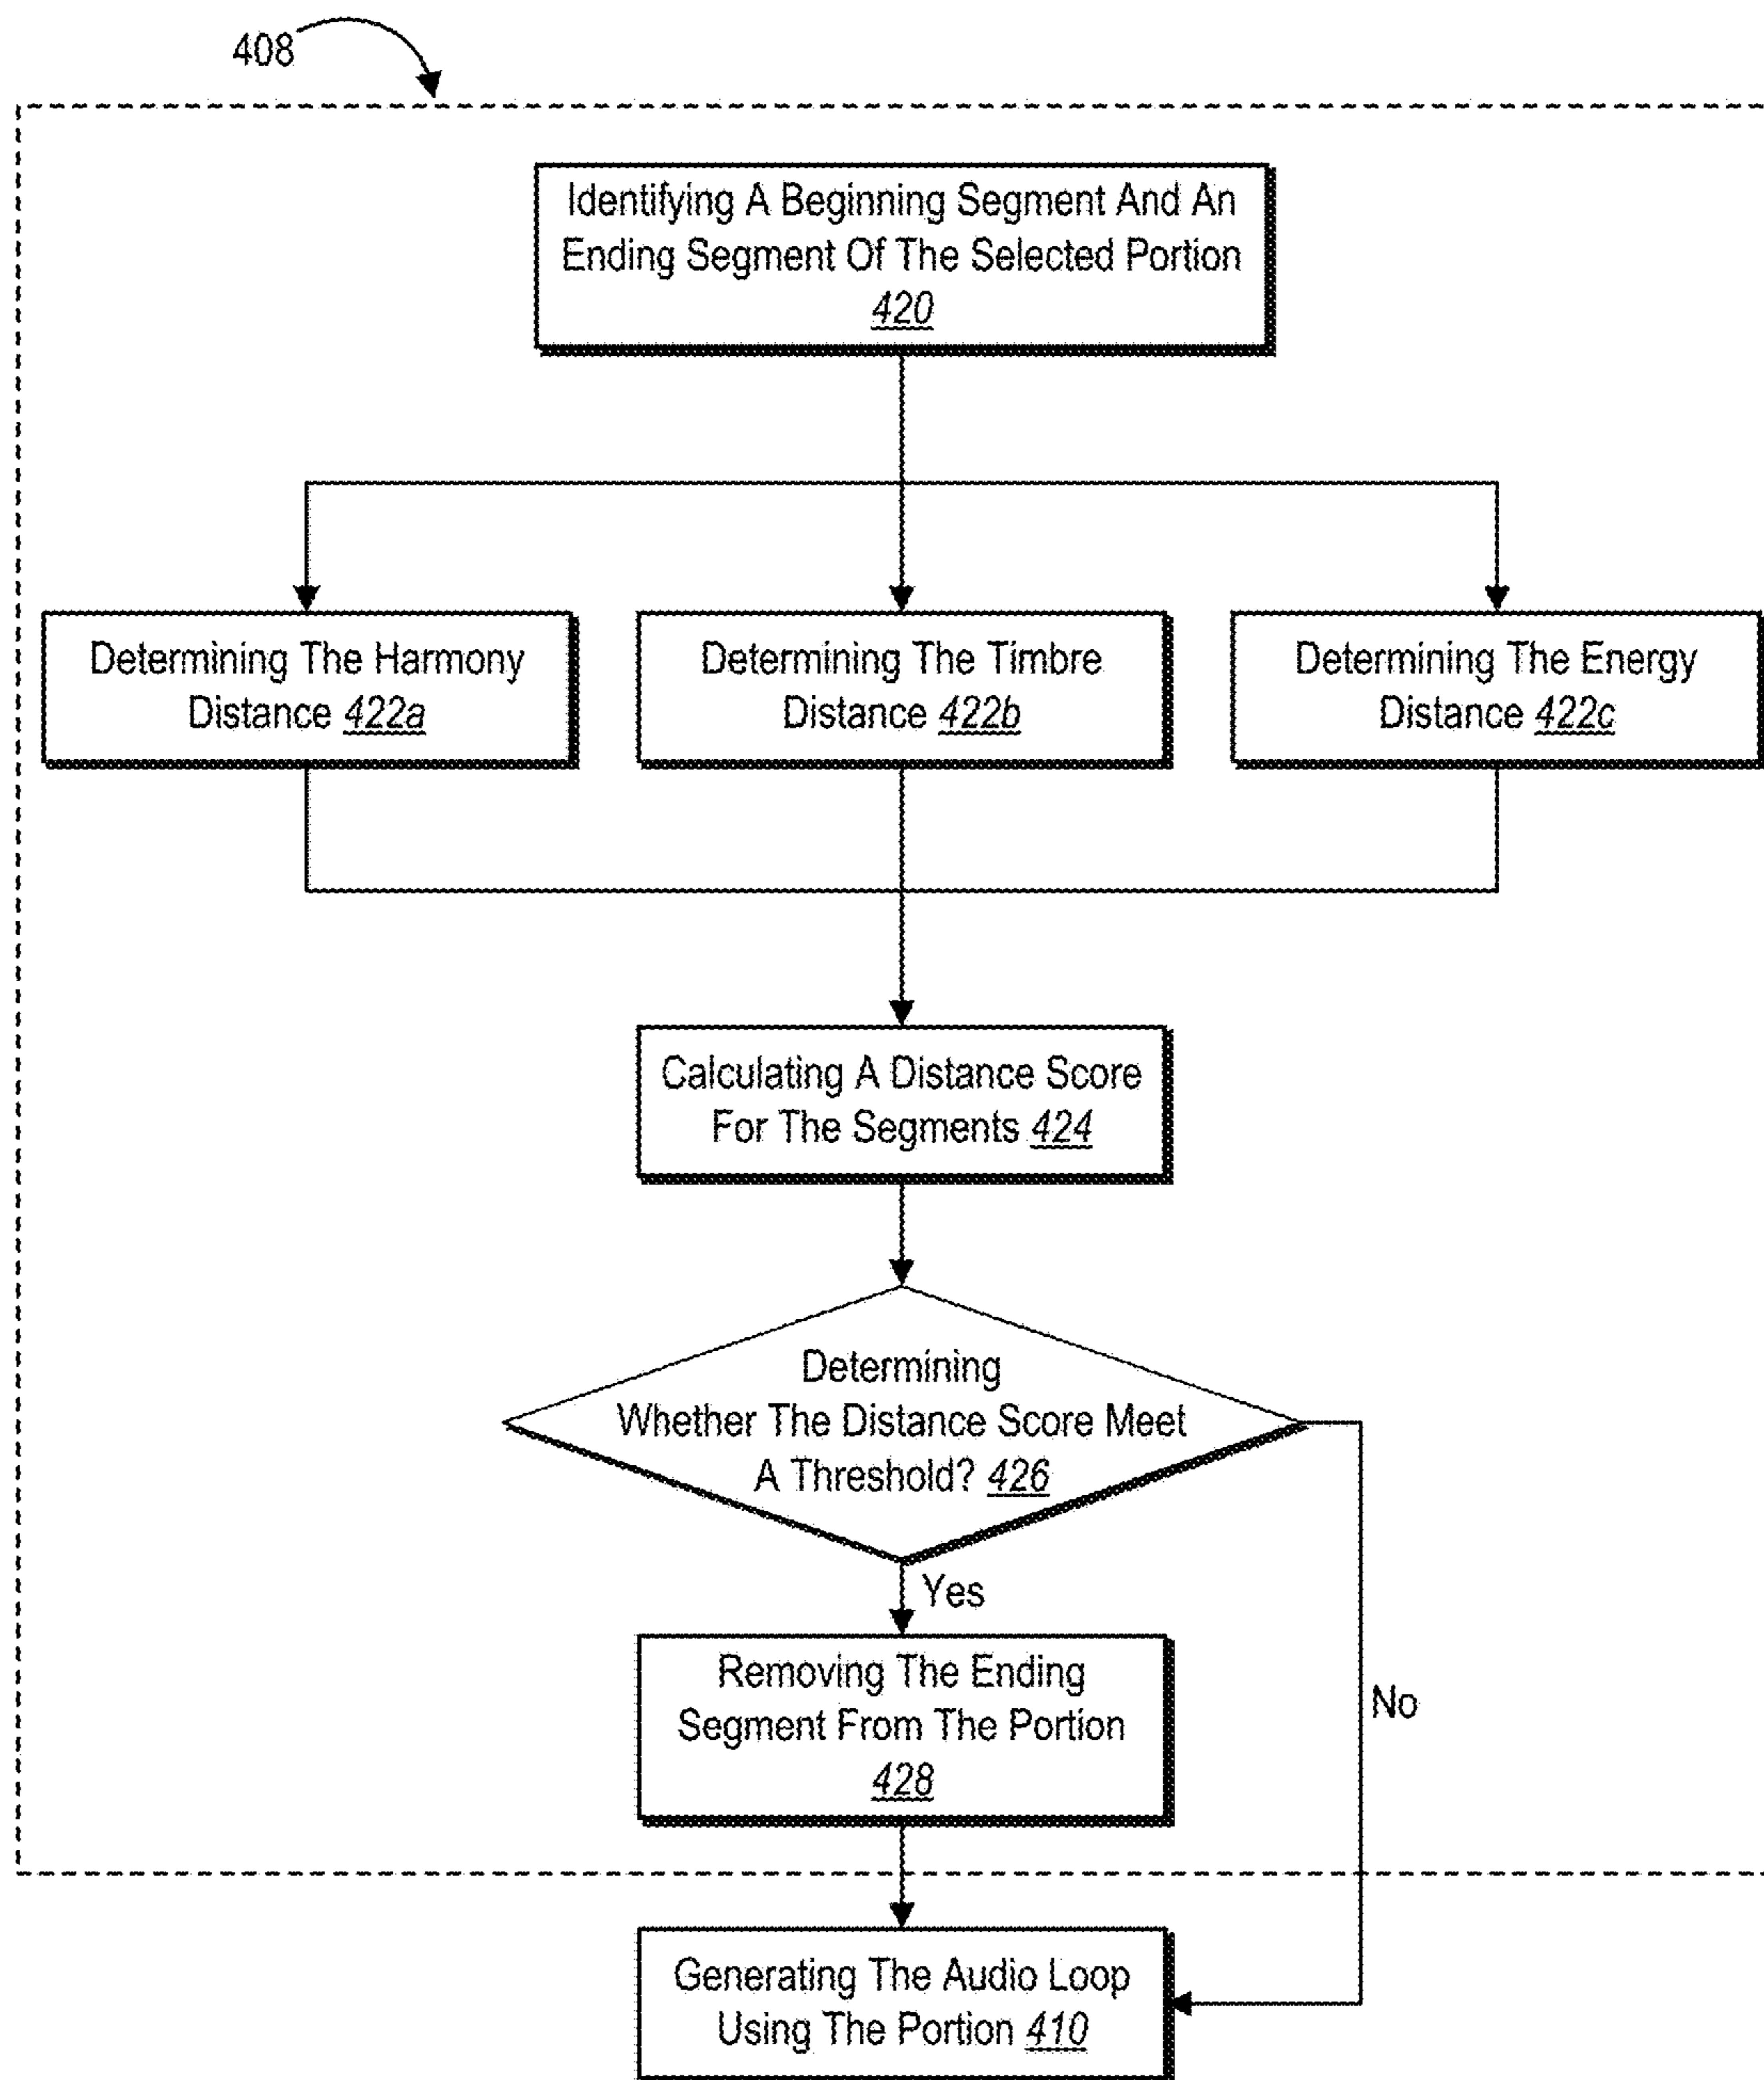 408
Identifying A Beginning Segment And An
Ending Segment Of The Selected Portion
420
Determining The Harmony
Distance 422a
Determining The Timbre
Distance 422b
Determining The Energy
Distance 422c
Calculating A Distance Score
For The Segments 424
Determining
Whether The Distance Score Meet
A Threshold? 426
Yes
Removing The Ending
Segment From The Portion
428
No
Generating The Audio Loop
Using The Portion 410